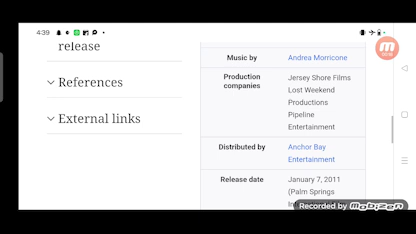 4:39
release
References
External links
Music by Andrea Morricone
Production companies
Jersey Shore Films
Lost Weekend
Productions
Pipeline
Entertainment
Distributed by Anchor Bay
Entertainment
Release date January 7, 2011
(Palm Springs
Recorded by mobizen